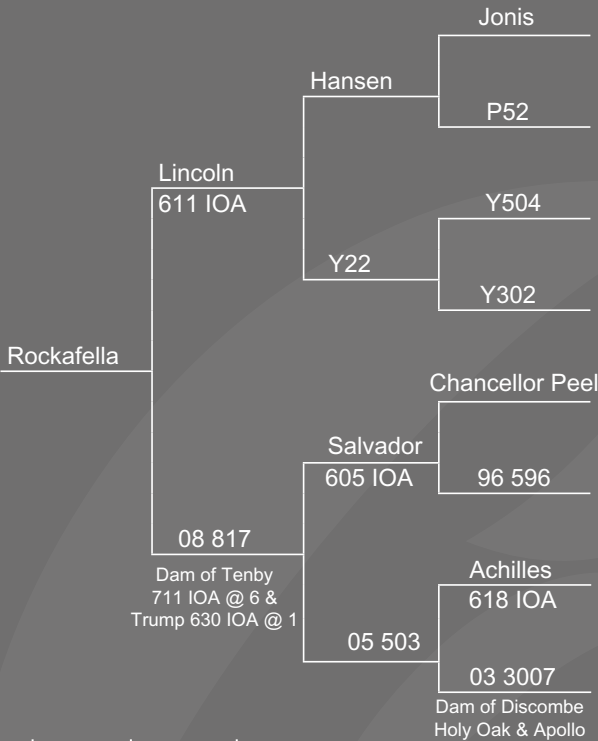 Jonis
Hansen
P52
Lincoln
611 IOA
Y504
Y22
Y302
Rockafella
Chancellor Peel
Salvador
605 IOA
96 596
08 817
Dam of Tenby
711 IOA @ 6 &
Trump 630 IOA @ 1
Achilles
618 IOA
05 503
03 3007
Dam of Discombe
Holy Oak & Apollo